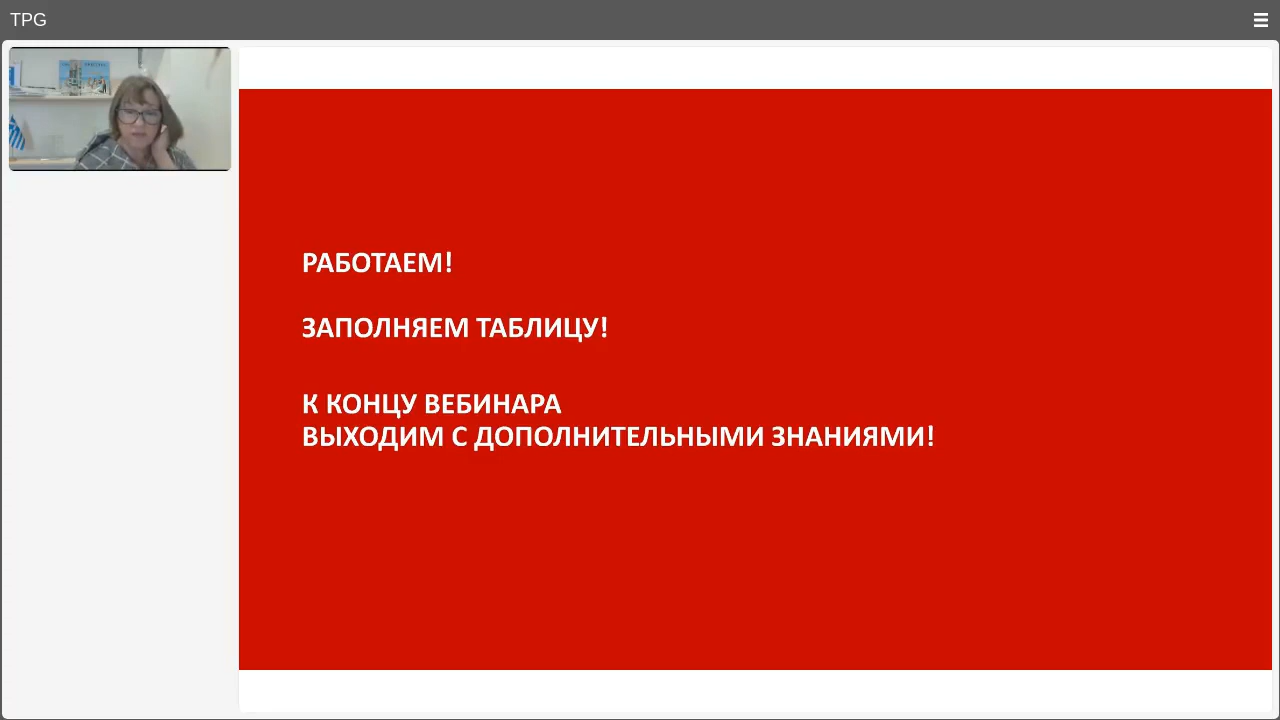 TPG
РАБОТАЕМ!
ЗАПОЛНЯЕМ ТАБЛИЦУ!
К КОНЦУ ВЕБИНАРА
ВЫХОДИМ С ДОПОЛНИТЕЛЬНЫМИ ЗНАНИЯМИ!